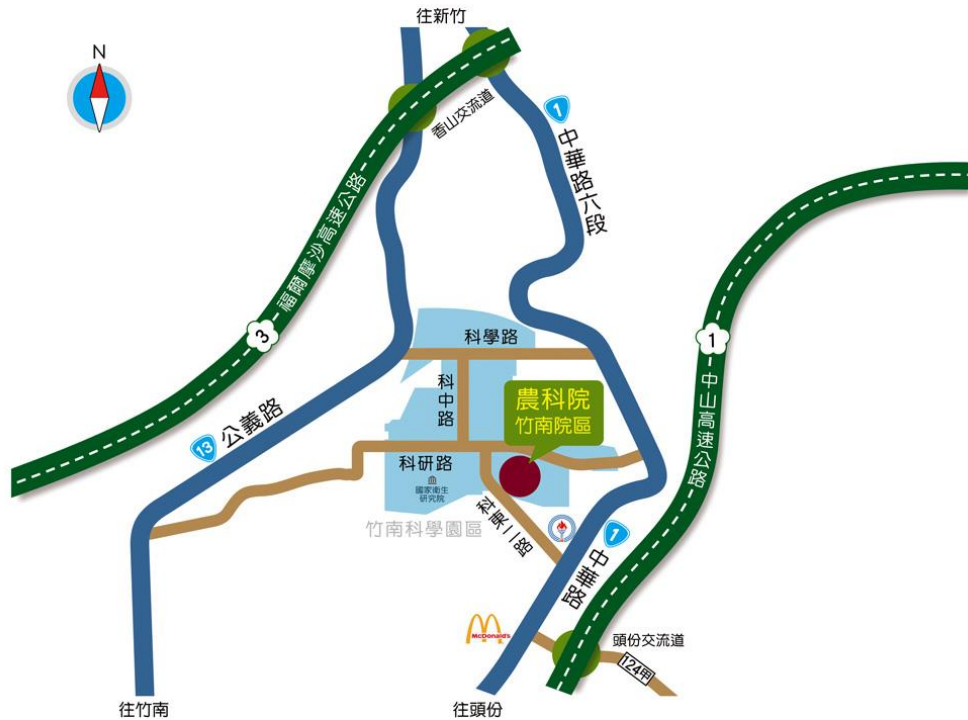 往新竹
N
香山交流道
1
中華路六段
福爾摩沙高速公路
3
1
中山高速公路
科學路
科中路
農科院
竹南院區
13
公義路
科研路
國家衛生
研究院
科東二路
竹南科學園區
1
中華路
McDonald's
頭份交流道
124甲
往竹南
往頭份